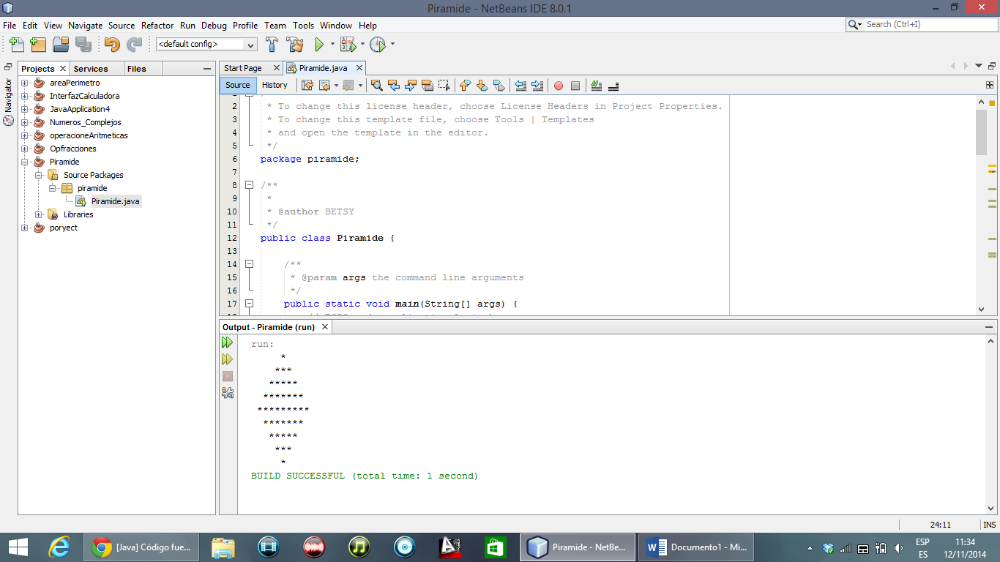 Piramide - NetBeans IDE 8.0.1
File Edit View Navigate Source Refactor Run Debug Profile Team Tools Window Help
Search (Ctrl+I)
<default config>
Navigator
Projects Services Files
areaPerimetro
InterfazCalculadora
JavaApplication4
Numeros_Complejos
operacioneAritmeticas
Opfracciones
Piramide
Source Packages
piramide
Piramide.java
Libraries
poryect
Start Page Piramide.java
Source History
2 * To change this license header, choose License Headers in Project Properties.
3 * To change this template file, choose Tools | Templates
4 * and open the template in the editor.
5 */
6 package piramide;
7
8 /**
9 *
10 * @author BETSY
11 */
12 public class Piramide {
13
14 /**
15 * @param args the command line arguments
16 */
17 public static void main(String[] args) {
Output - Piramide (run)
run:
*
***
*****
*******
*********
*******
*****
***
*
BUILD SUCCESSFUL (total time: 1 second)
24:11 INS
[Java] Código fue...
Piramide - NetBe...
Documento1 - Mi...
ESP
ES
11:34
12/11/2014